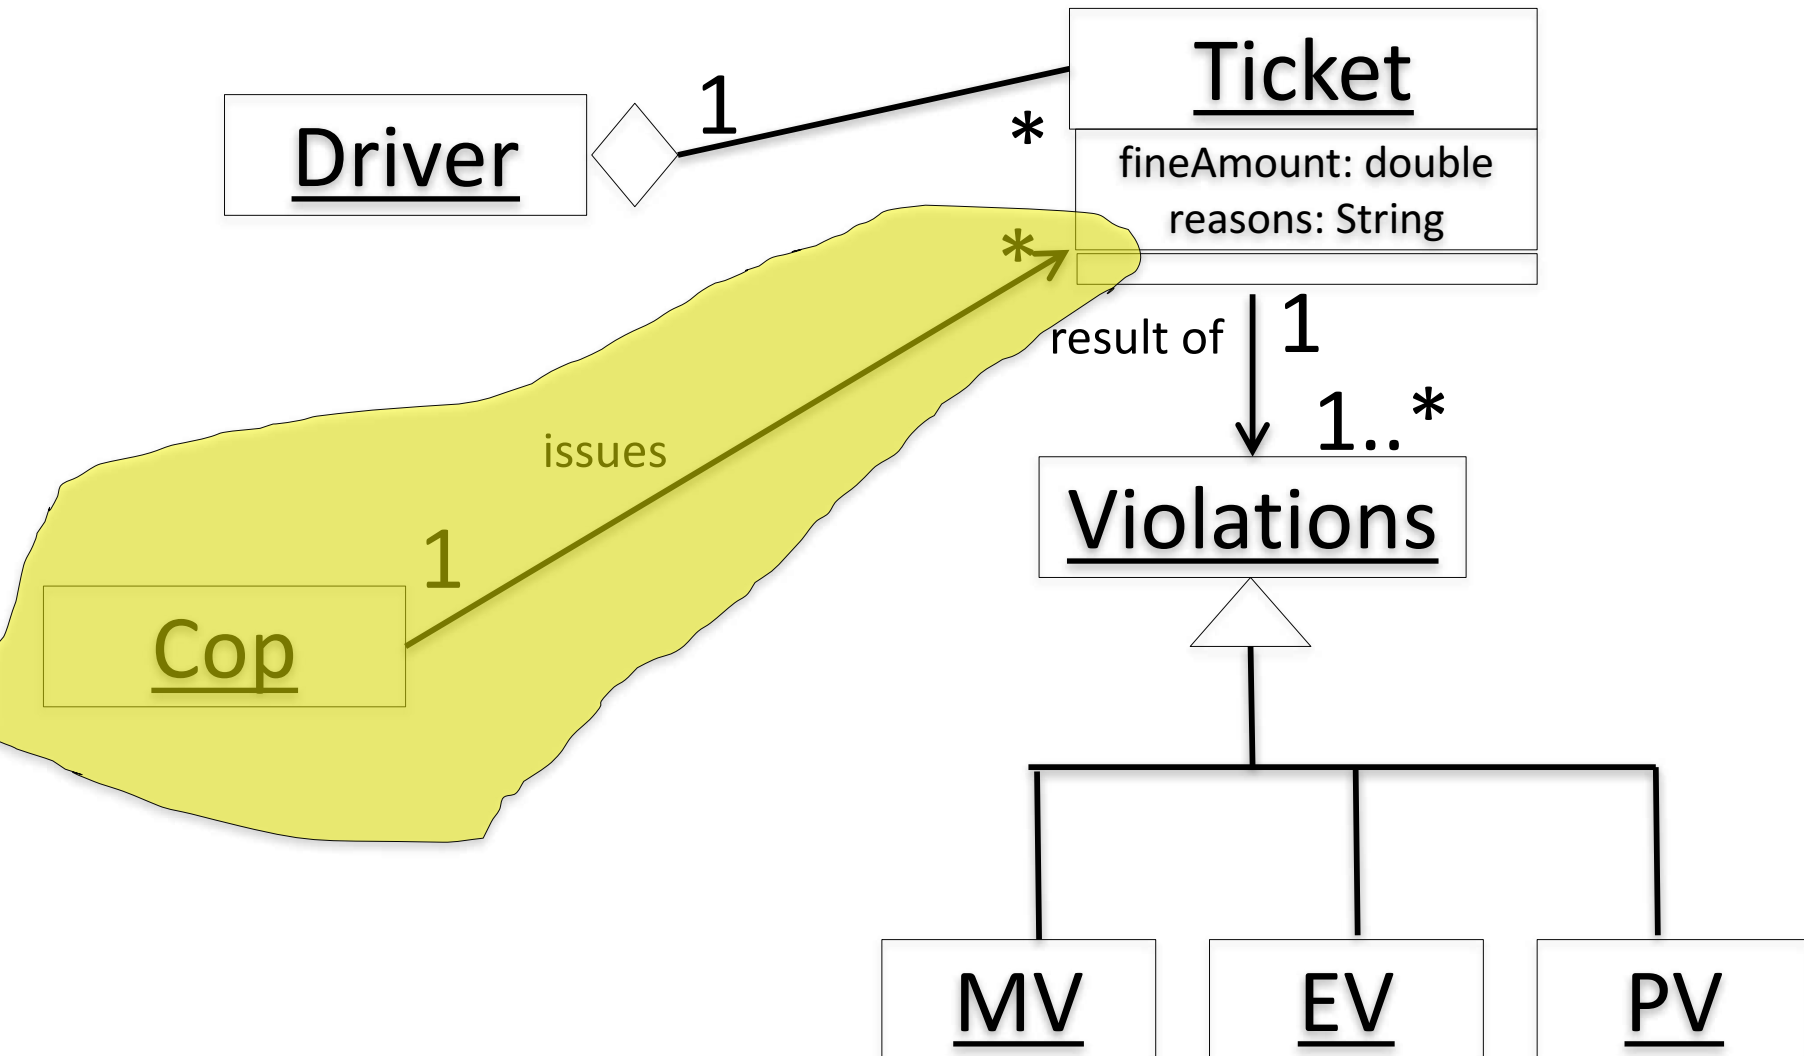 Ticket
1
Driver
*
fineAmount: double
reasons: String
*
1
result of
1..*
issues
Violations
1
Cop
MV
EV
PV